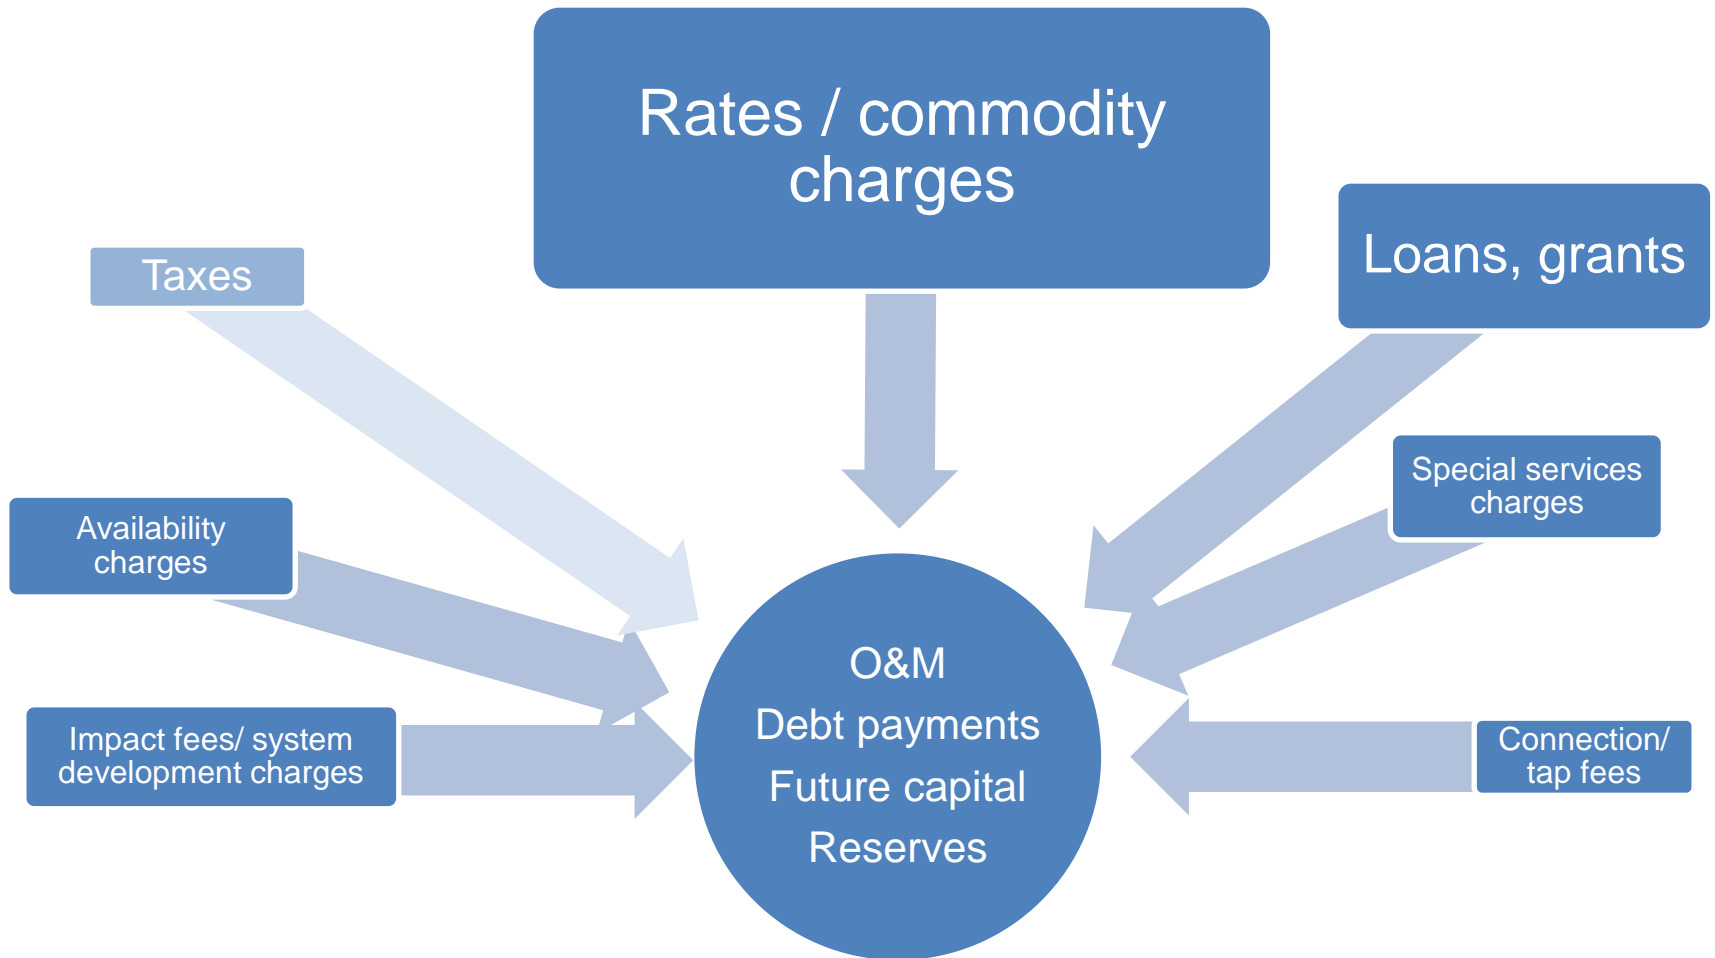 Rates / commodity
charges
Loans, grants
Taxes
Special services
charges
Availability
charges
Impact fees/ system
development charges
Connection/
tap fees
O&M
Debt payments
Future capital
Reserves